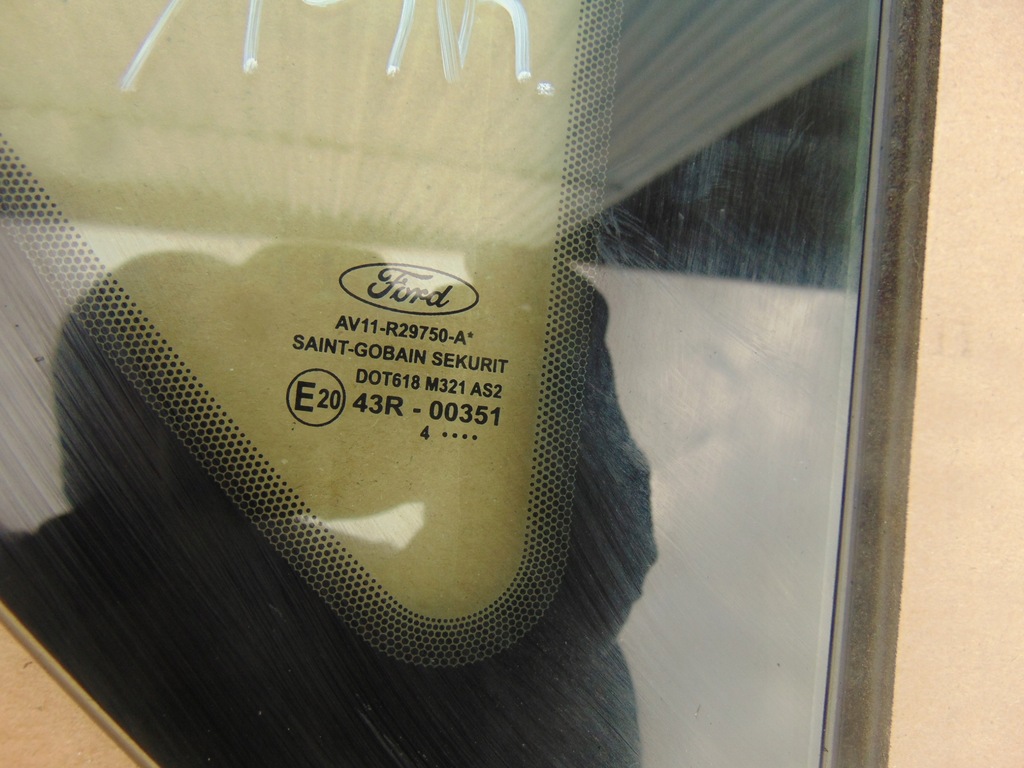 Ford
AV11-R29750-A*
SAINT-GOBAIN SEKURIT
DOT618 M321 AS2
E20 43R - 00351
4 ....